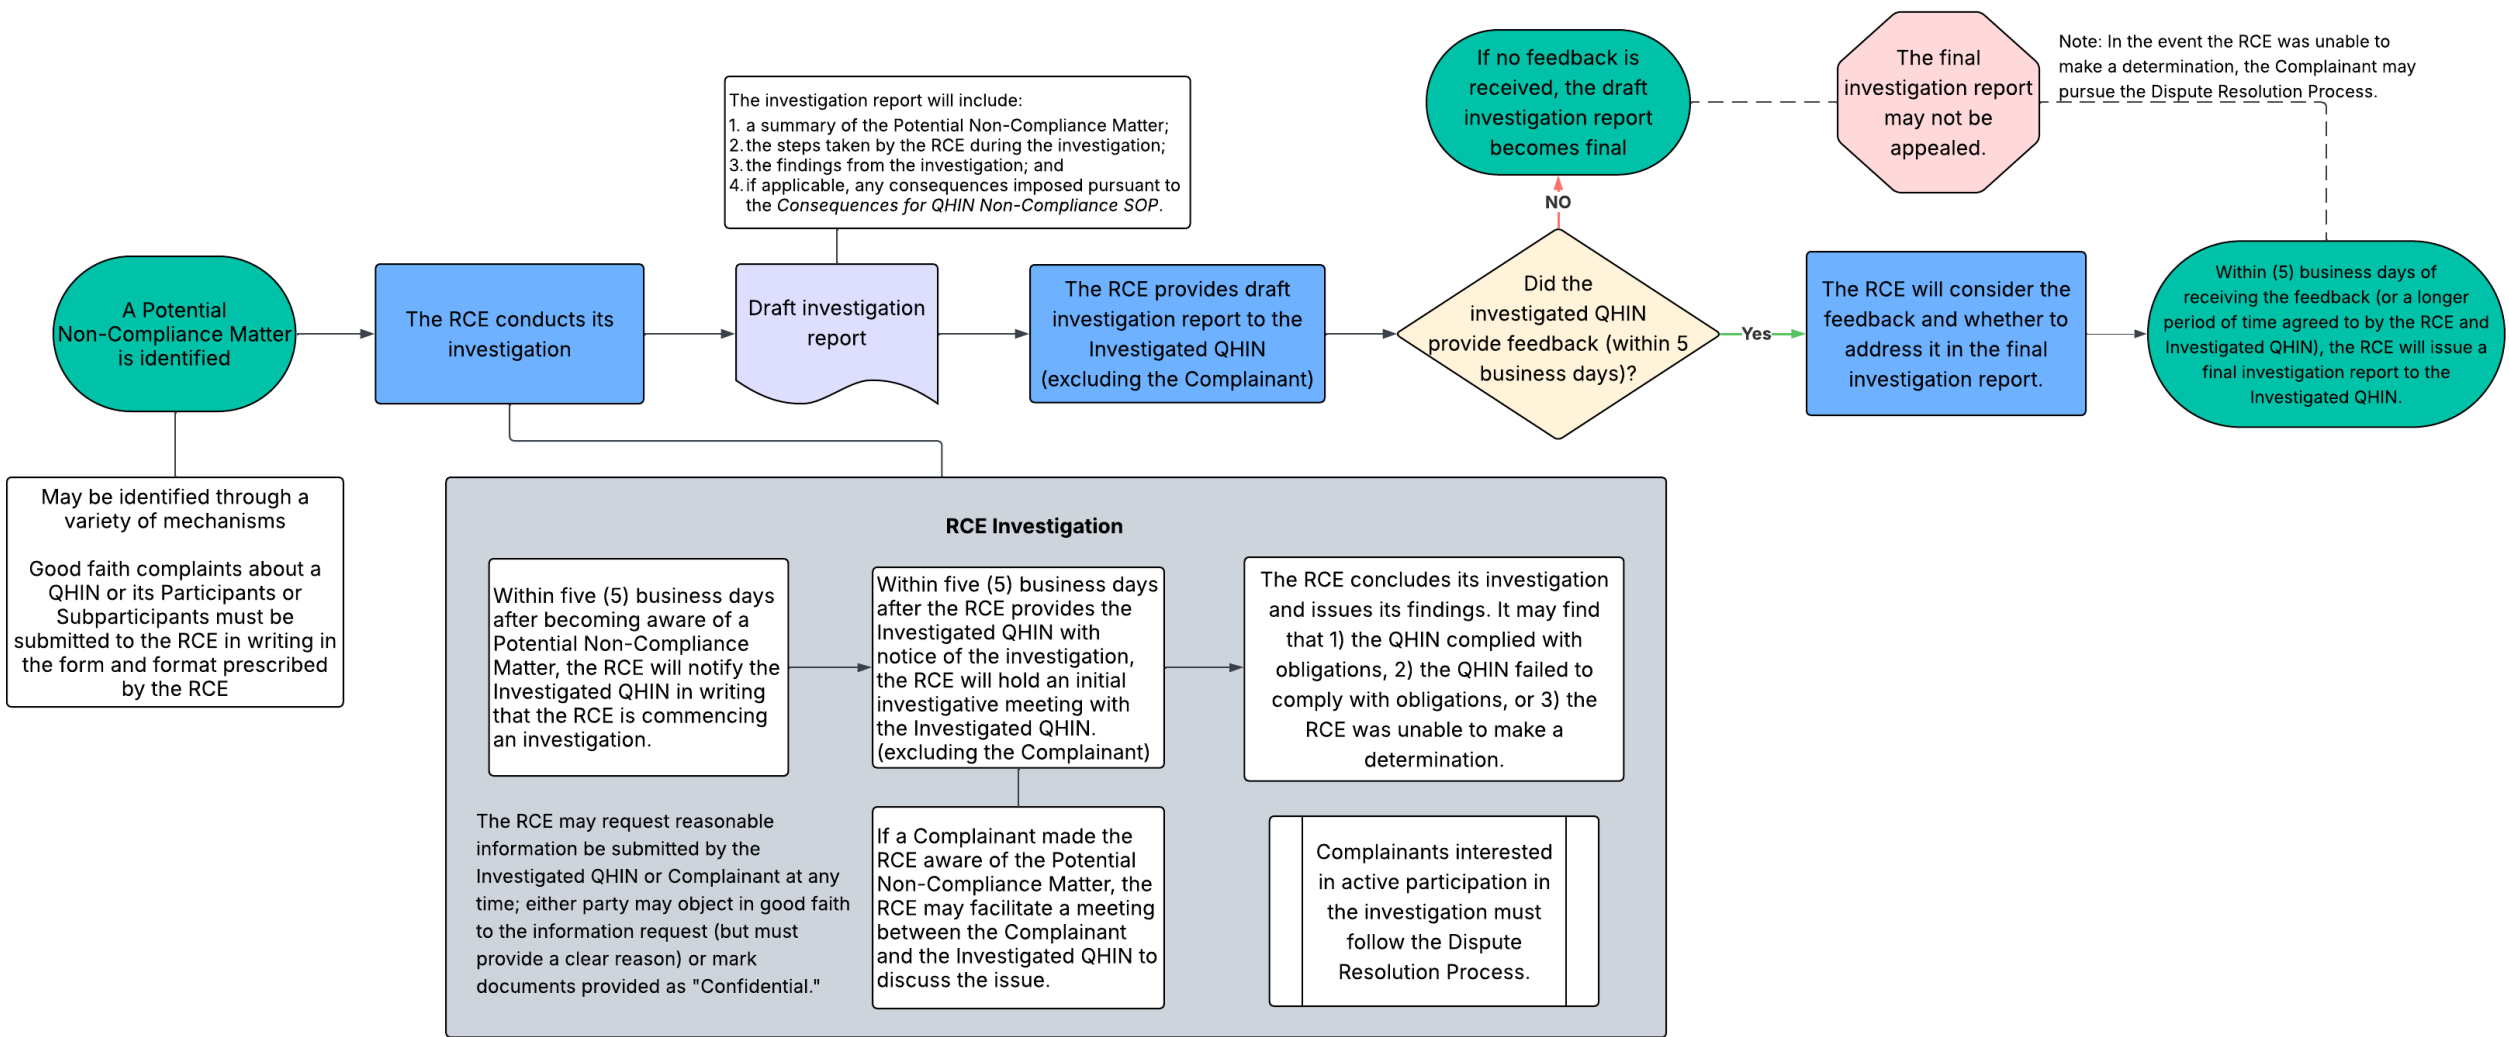 If no feedback is
received, the draft
investigation report
becomes final
The final
investigation report
may not be
appealed.
Note: In the event the RCE was unable to
make a determination, the Complainant may
pursue the Dispute Resolution Process.
The investigation report will include:
1. a summary of the Potential Non-Compliance Matter;
2. the steps taken by the RCE during the investigation;
3. the findings from the investigation; and
4. if applicable, any consequences imposed pursuant to
the Consequences for QHIN Non-Compliance SOP.
NO
A Potential
Non-Compliance Matter
is identified
The RCE conducts its
investigation
Draft investigation
report
The RCE provides draft
investigation report to the
Investigated QHIN
(excluding the Complainant)
Did the
investigated QHIN
provide feedback (within 5
business days)?
Yes
The RCE will consider the
feedback and whether to
address it in the final
investigation report.
Within (5) business days of
receiving the feedback (or a longer
period of time agreed to by the RCE and
Investigated QHIN), the RCE will issue a
final investigation report to the
Investigated QHIN.
May be identified through a
variety of mechanisms
Good faith complaints about a
QHIN or its Participants or
Subparticipants must be
submitted to the RCE in writing in
the form and format prescribed
by the RCE
RCE Investigation
Within five (5) business days
after becoming aware of a
Potential Non-Compliance
Matter, the RCE will notify the
Investigated QHIN in writing
that the RCE is commencing
an investigation.
Within five (5) business days
after the RCE provides the
Investigated QHIN with
notice of the investigation,
the RCE will hold an initial
investigative meeting with
the Investigated QHIN.
(excluding the Complainant)
The RCE concludes its investigation
and issues its findings. It may find
that 1) the QHIN complied with
obligations, 2) the QHIN failed to
comply with obligations, or 3) the
RCE was unable to make a
determination.
The RCE may request reasonable
information be submitted by the
Investigated QHIN or Complainant at any
time; either party may object in good faith
to the information request (but must
provide a clear reason) or mark
documents provided as "Confidential."
If a Complainant made the
RCE aware of the Potential
Non-Compliance Matter, the
RCE may facilitate a meeting
between the Complainant
and the Investigated QHIN to
discuss the issue.
Complainants interested
in active participation in
the investigation must
follow the Dispute
Resolution Process.